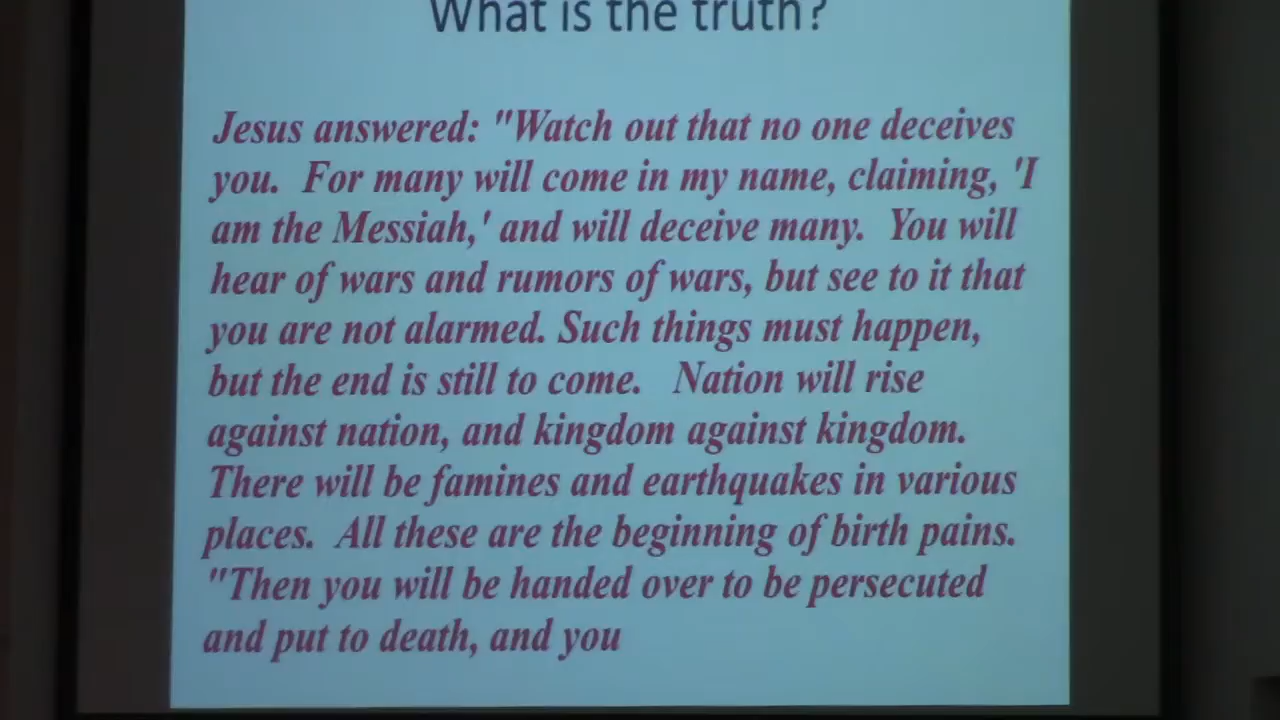 What is the truth?
Jesus answered: "Watch out that no one deceives
you. For many will come in my name, claiming, 'I
am the Messiah,' and will deceive many. You will
hear of wars and rumors of wars, but see to it that
you are not alarmed. Such things must happen,
but the end is still to come. Nation will rise
against nation, and kingdom against kingdom.
There will be famines and earthquakes in various
places. All these are the beginning of birth pains.
"Then you will be handed over to be persecuted
and put to death, and you